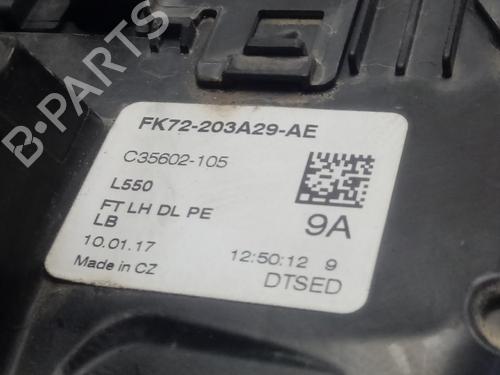 FK72-203A29-AE
C35602-105
L550
FT LH DL PE
LB
9A
10.01.17
12:50:12 9
Made in CZ
DTSED
B-PARTS